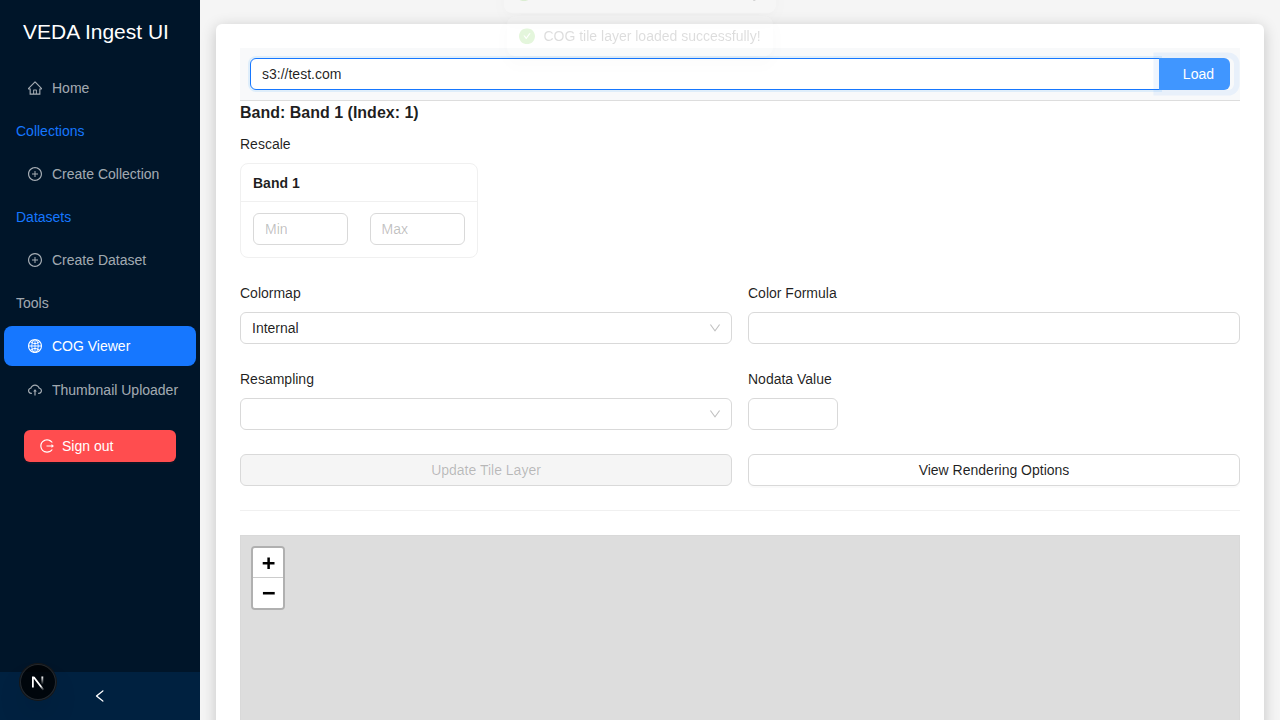 VEDA Ingest UI
Home
Collections
Create Collection
Datasets
Create Dataset
Tools
COG Viewer
Thumbnail Uploader
Sign out
COG tile layer loaded successfully!
s3://test.com
Load
Band: Band 1 (Index: 1)
Rescale
Band 1
Min
Max
Colormap
Color Formula
Internal
Resampling
Nodata Value
Update Tile Layer
View Rendering Options
+
−